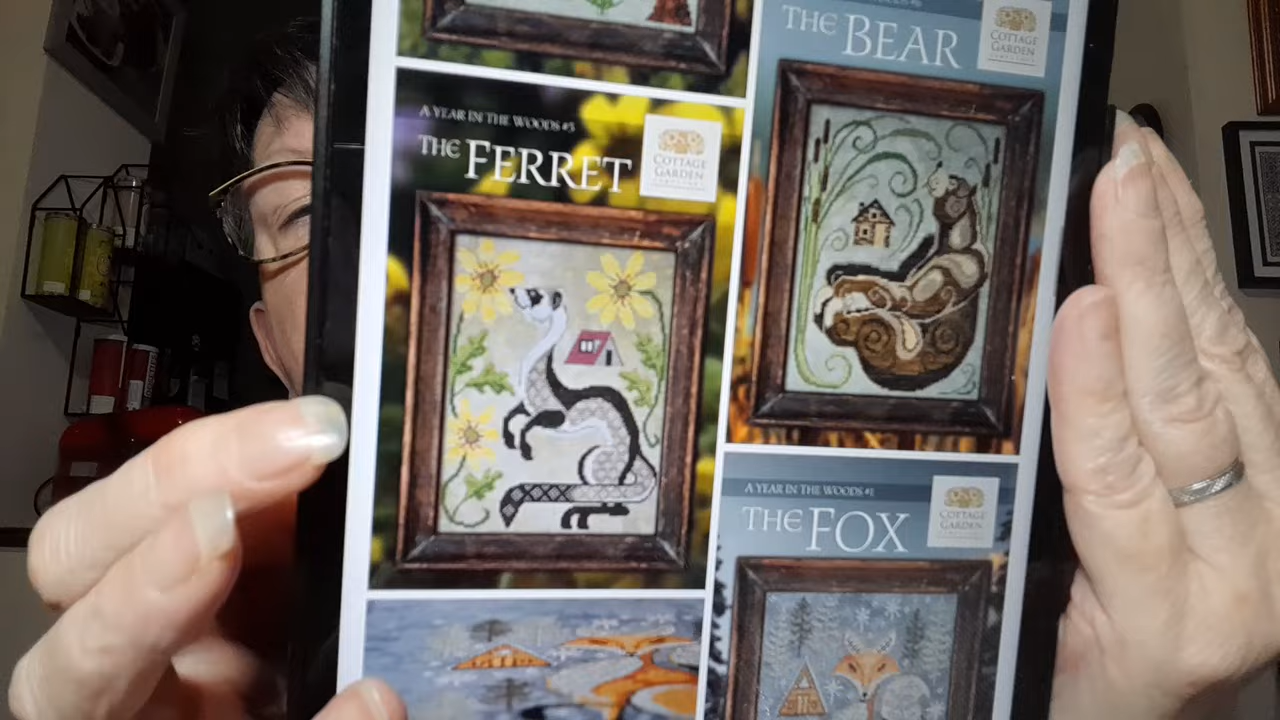 A YEAR IN THE WOODS #5
THE FERRET
COTTAGE
GARDEN
THE BEAR
COTTAGE
GARDEN
A YEAR IN THE WOODS #1
THE FOX
COTTAGE
GARDEN